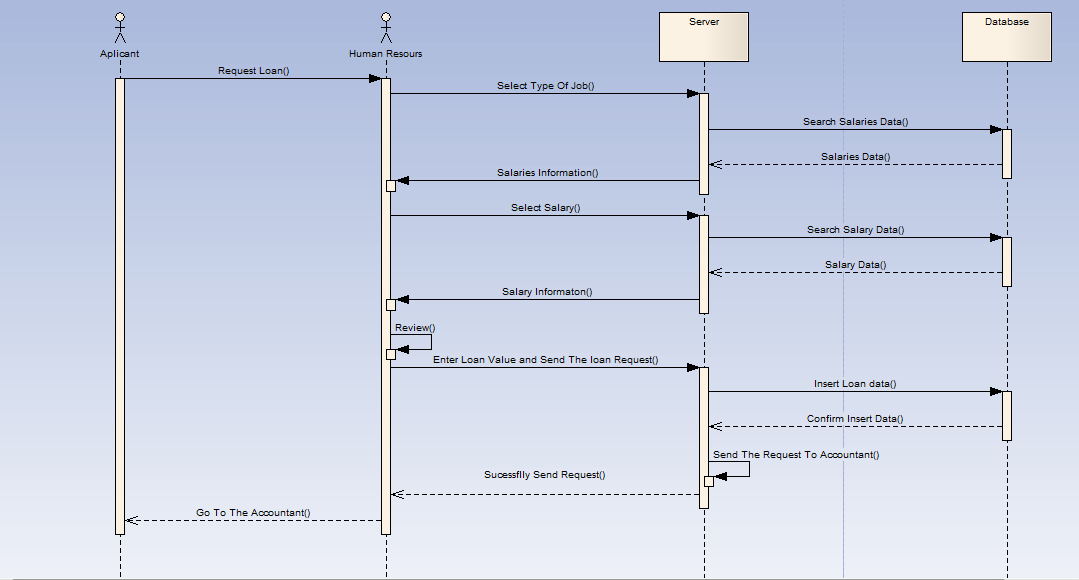 Server
Database
Aplicant
Human Resours
Request Loan()
Select Type Of Job()
Search Salaries Data()
Salaries Data()
Salaries Information()
Select Salary()
Search Salary Data()
Salary Data()
Salary Informaton()
Review()
Enter Loan Value and Send The loan Request()
Insert Loan data()
Confirm Insert Data()
Send The Request To Accountant()
Sucessflly Send Request()
Go To The Accountant()